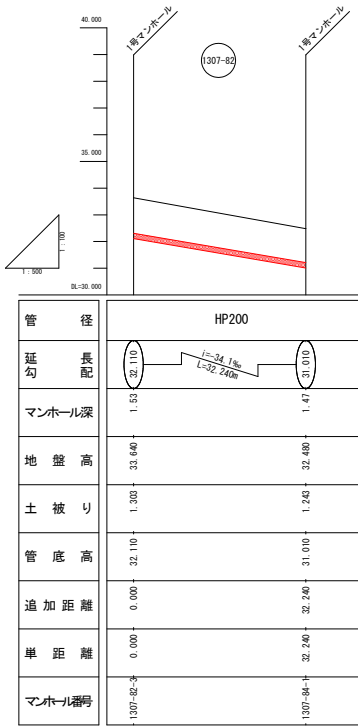 40.000
1号マンホール
1号マンホール
1307-82
35.000
1：100
1：500
DL=30.000
管径
HP200
延長
勾配
32.110
i=-34.1‰
L=32.240m
31.010
マンホール深
1.53
1.47
地盤高
33.640
32.480
土被り
1.303
1.243
管底高
32.110
31.010
追加距離
0.000
32.240
単距離
0.000
32.240
マンホール番号
1307-82-3
1307-84-1